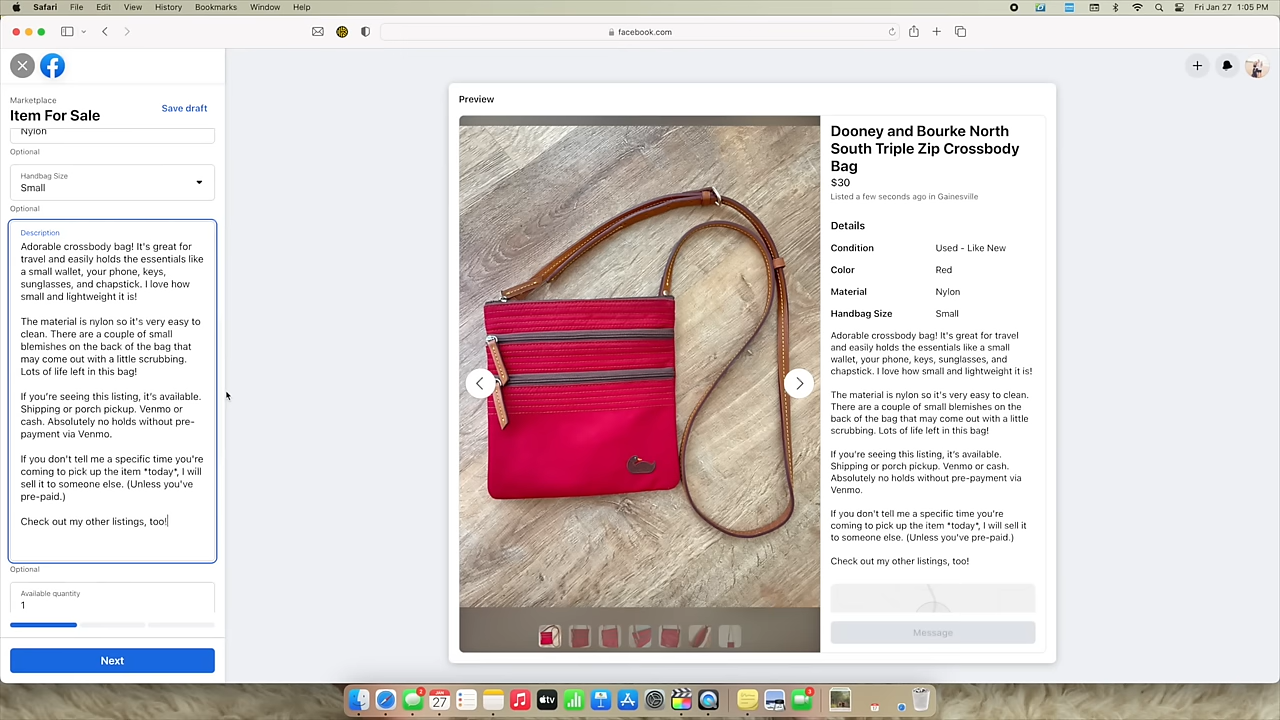 Safari File Edit View History Bookmarks Window Help
Fri Jan 27 1:05 PM
facebook.com
Marketplace
Item For Sale
Save draft
Nylon
Optional
Handbag Size
Small
Optional
Description
Adorable crossbody bag! It's great for
travel and easily holds the essentials like
a small wallet, your phone, keys,
sunglasses, and chapstick. I love how
small and lightweight it is!
The material is nylon so it's very easy to
clean. There are a couple of small
blemishes on the back of the bag that
may come out with a little scrubbing.
Lots of life left in this bag!
If you're seeing this listing, it's available.
Shipping or porch pickup. Venmo or
cash. Absolutely no holds without pre-
payment via Venmo.
If you don't tell me a specific time you're
coming to pick up the item *today*, I will
sell it to someone else. (Unless you've
pre-paid.)
Check out my other listings, too!
Optional
Available quantity
1
Next
Preview
Dooney and Bourke North
South Triple Zip Crossbody
Bag
$30
Listed a few seconds ago in Gainesville
Details
Condition Used - Like New
Color Red
Material Nylon
Handbag Size Small
Adorable crossbody bag! It's great for travel
and easily holds the essentials like a small
wallet, your phone, keys, sunglasses, and
chapstick. I love how small and lightweight it is!
The material is nylon so it's very easy to clean.
There are a couple of small blemishes on the
back of the bag that may come out with a little
scrubbing. Lots of life left in this bag!
If you're seeing this listing, it's available.
Shipping or porch pickup. Venmo or cash.
Absolutely no holds without pre-payment via
Venmo.
If you don't tell me a specific time you're
coming to pick up the item *today*, I will sell it
to someone else. (Unless you've pre-paid.)
Check out my other listings, too!
Message
2
JAN
27
tv
3
17